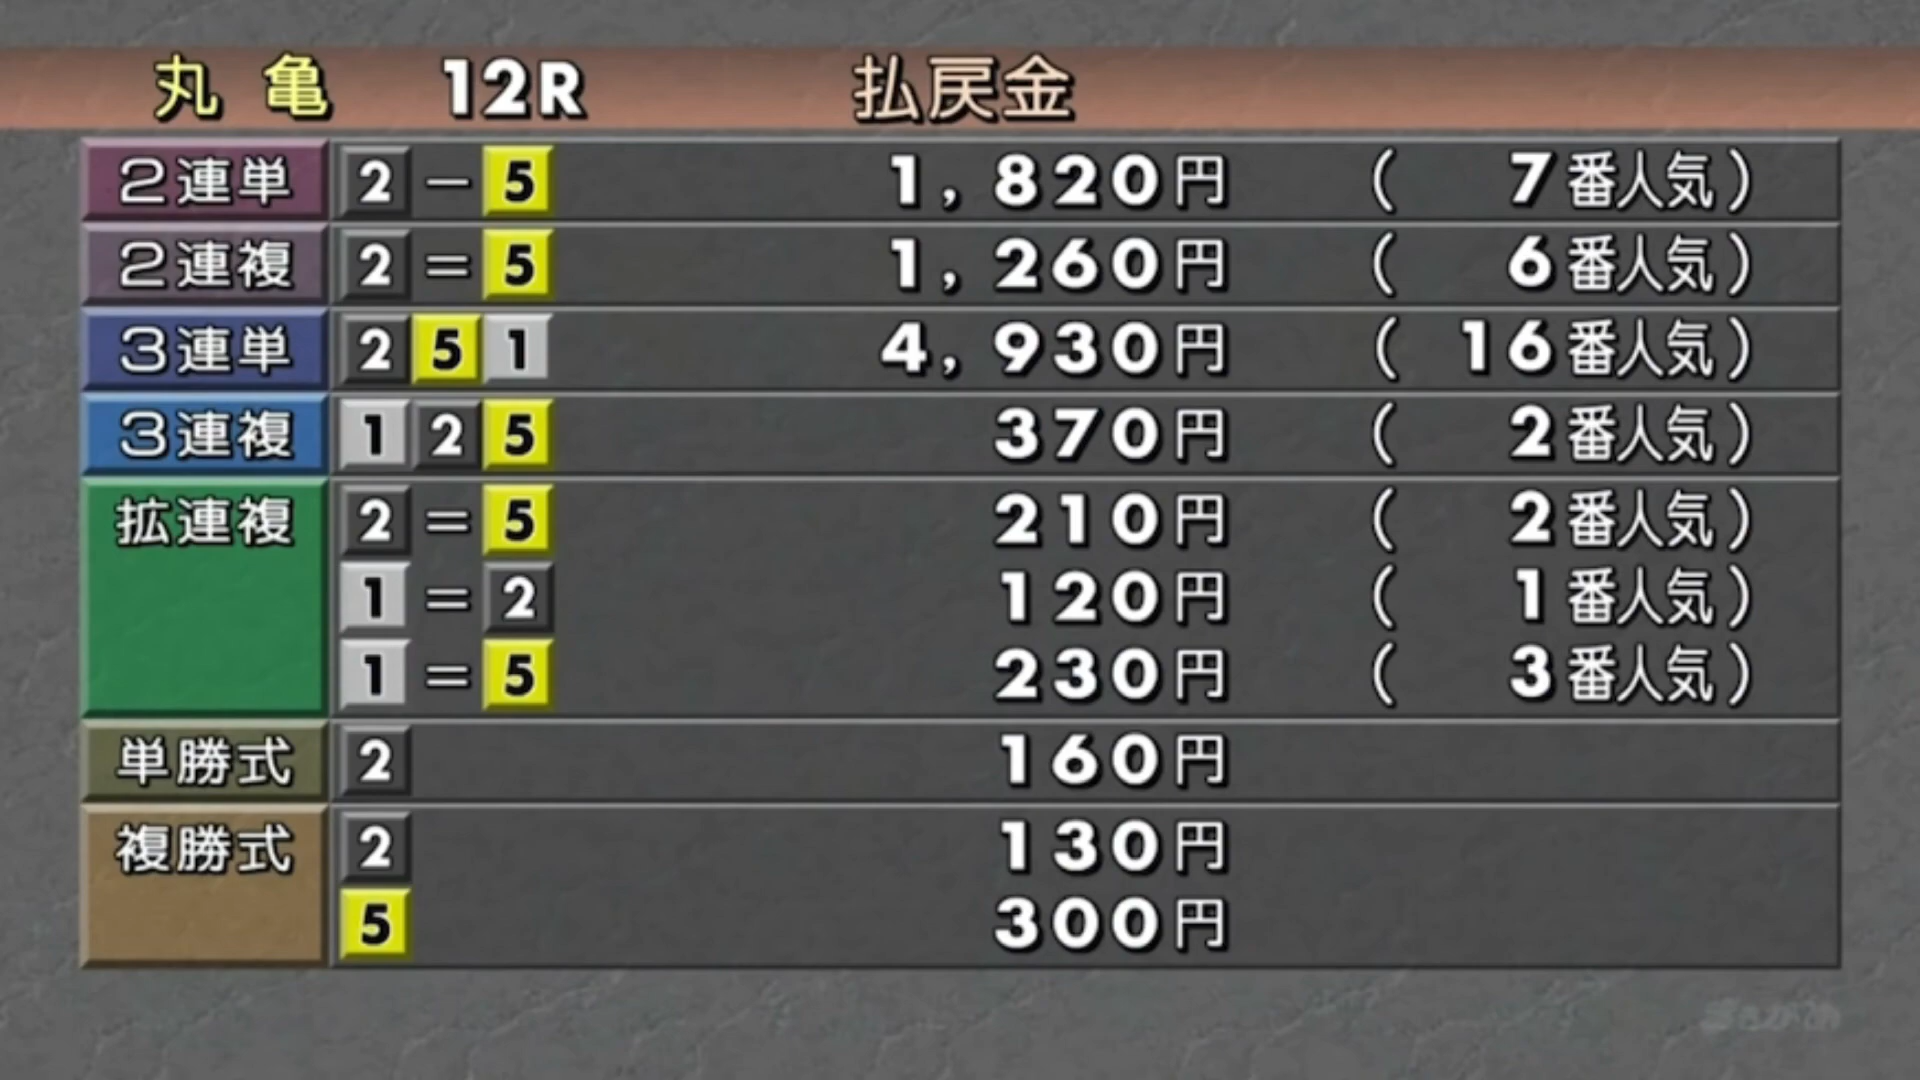 丸亀 12R 払戻金
2連単 2-5 1,820円 (7番人気)
2連複 2=5 1,260円 (6番人気)
3連単 2 5 1 4,930円 (16番人気)
3連複 1 2 5 370円 (2番人気)
拡連複 2=5 210円 (2番人気)
1=2 120円 (1番人気)
1=5 230円 (3番人気)
単勝式 2 160円
複勝式 2 130円
5 300円